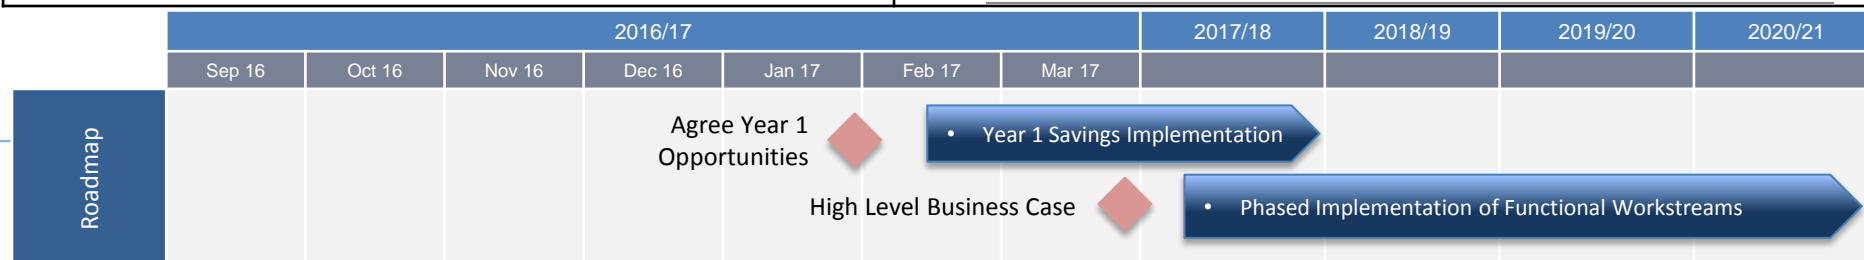 2016/17 2017/18 2018/19 2019/20 2020/21
Sep 16 Oct 16 Nov 16 Dec 16 Jan 17 Feb 17 Mar 17
Roadmap
Agree Year 1
Opportunities
• Year 1 Savings Implementation
High Level Business Case
• Phased Implementation of Functional Workstreams